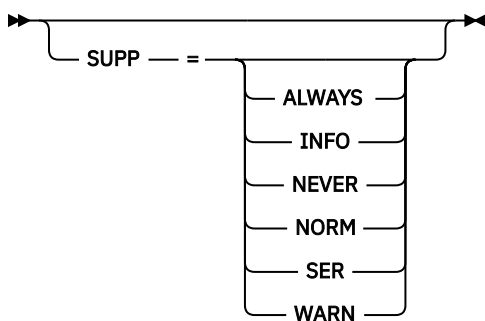 SUPP =
ALWAYS
INFO
NEVER
NORM
SER
WARN